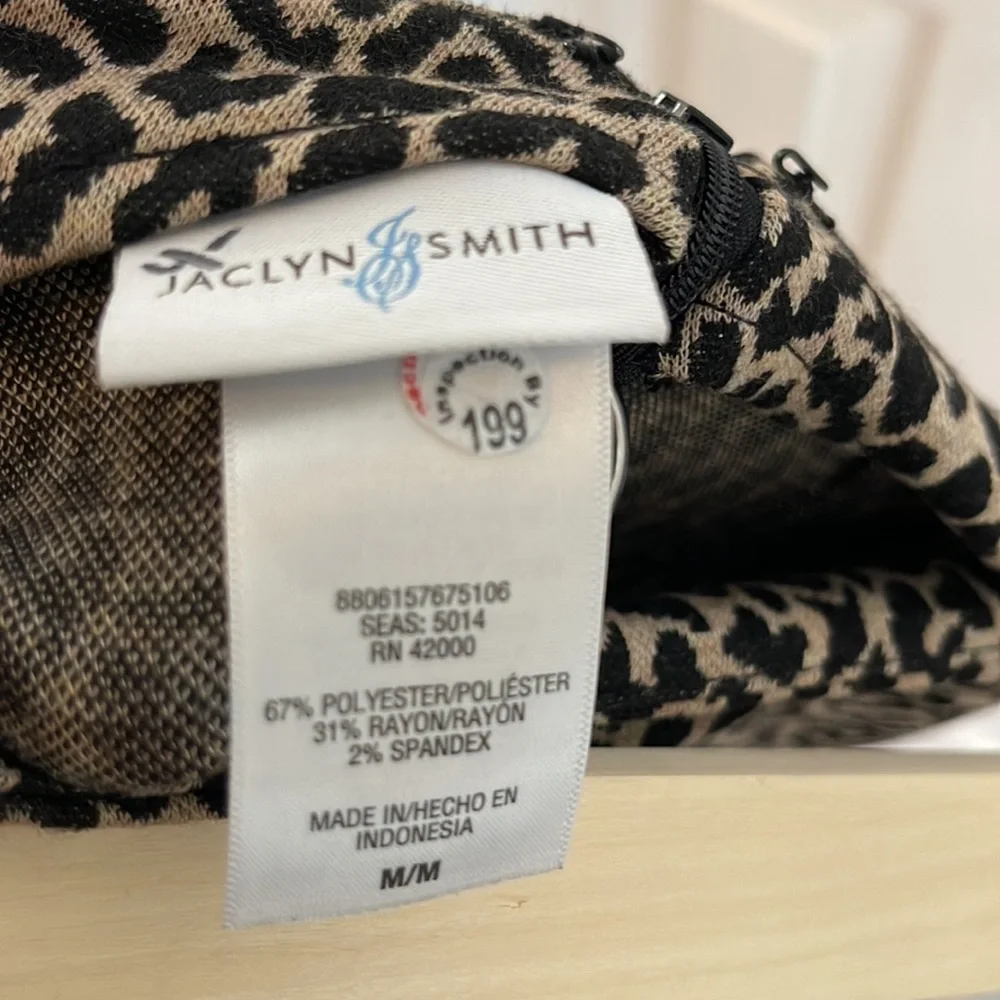 JACLYN JS SMITH
Inspection By
199
8806157675106
SEAS: 5014
RN 42000
67% POLYESTER/POLIÉSTER
31% RAYON/RAYÓN
2% SPANDEX
MADE IN/HECHO EN
INDONESIA
M/M